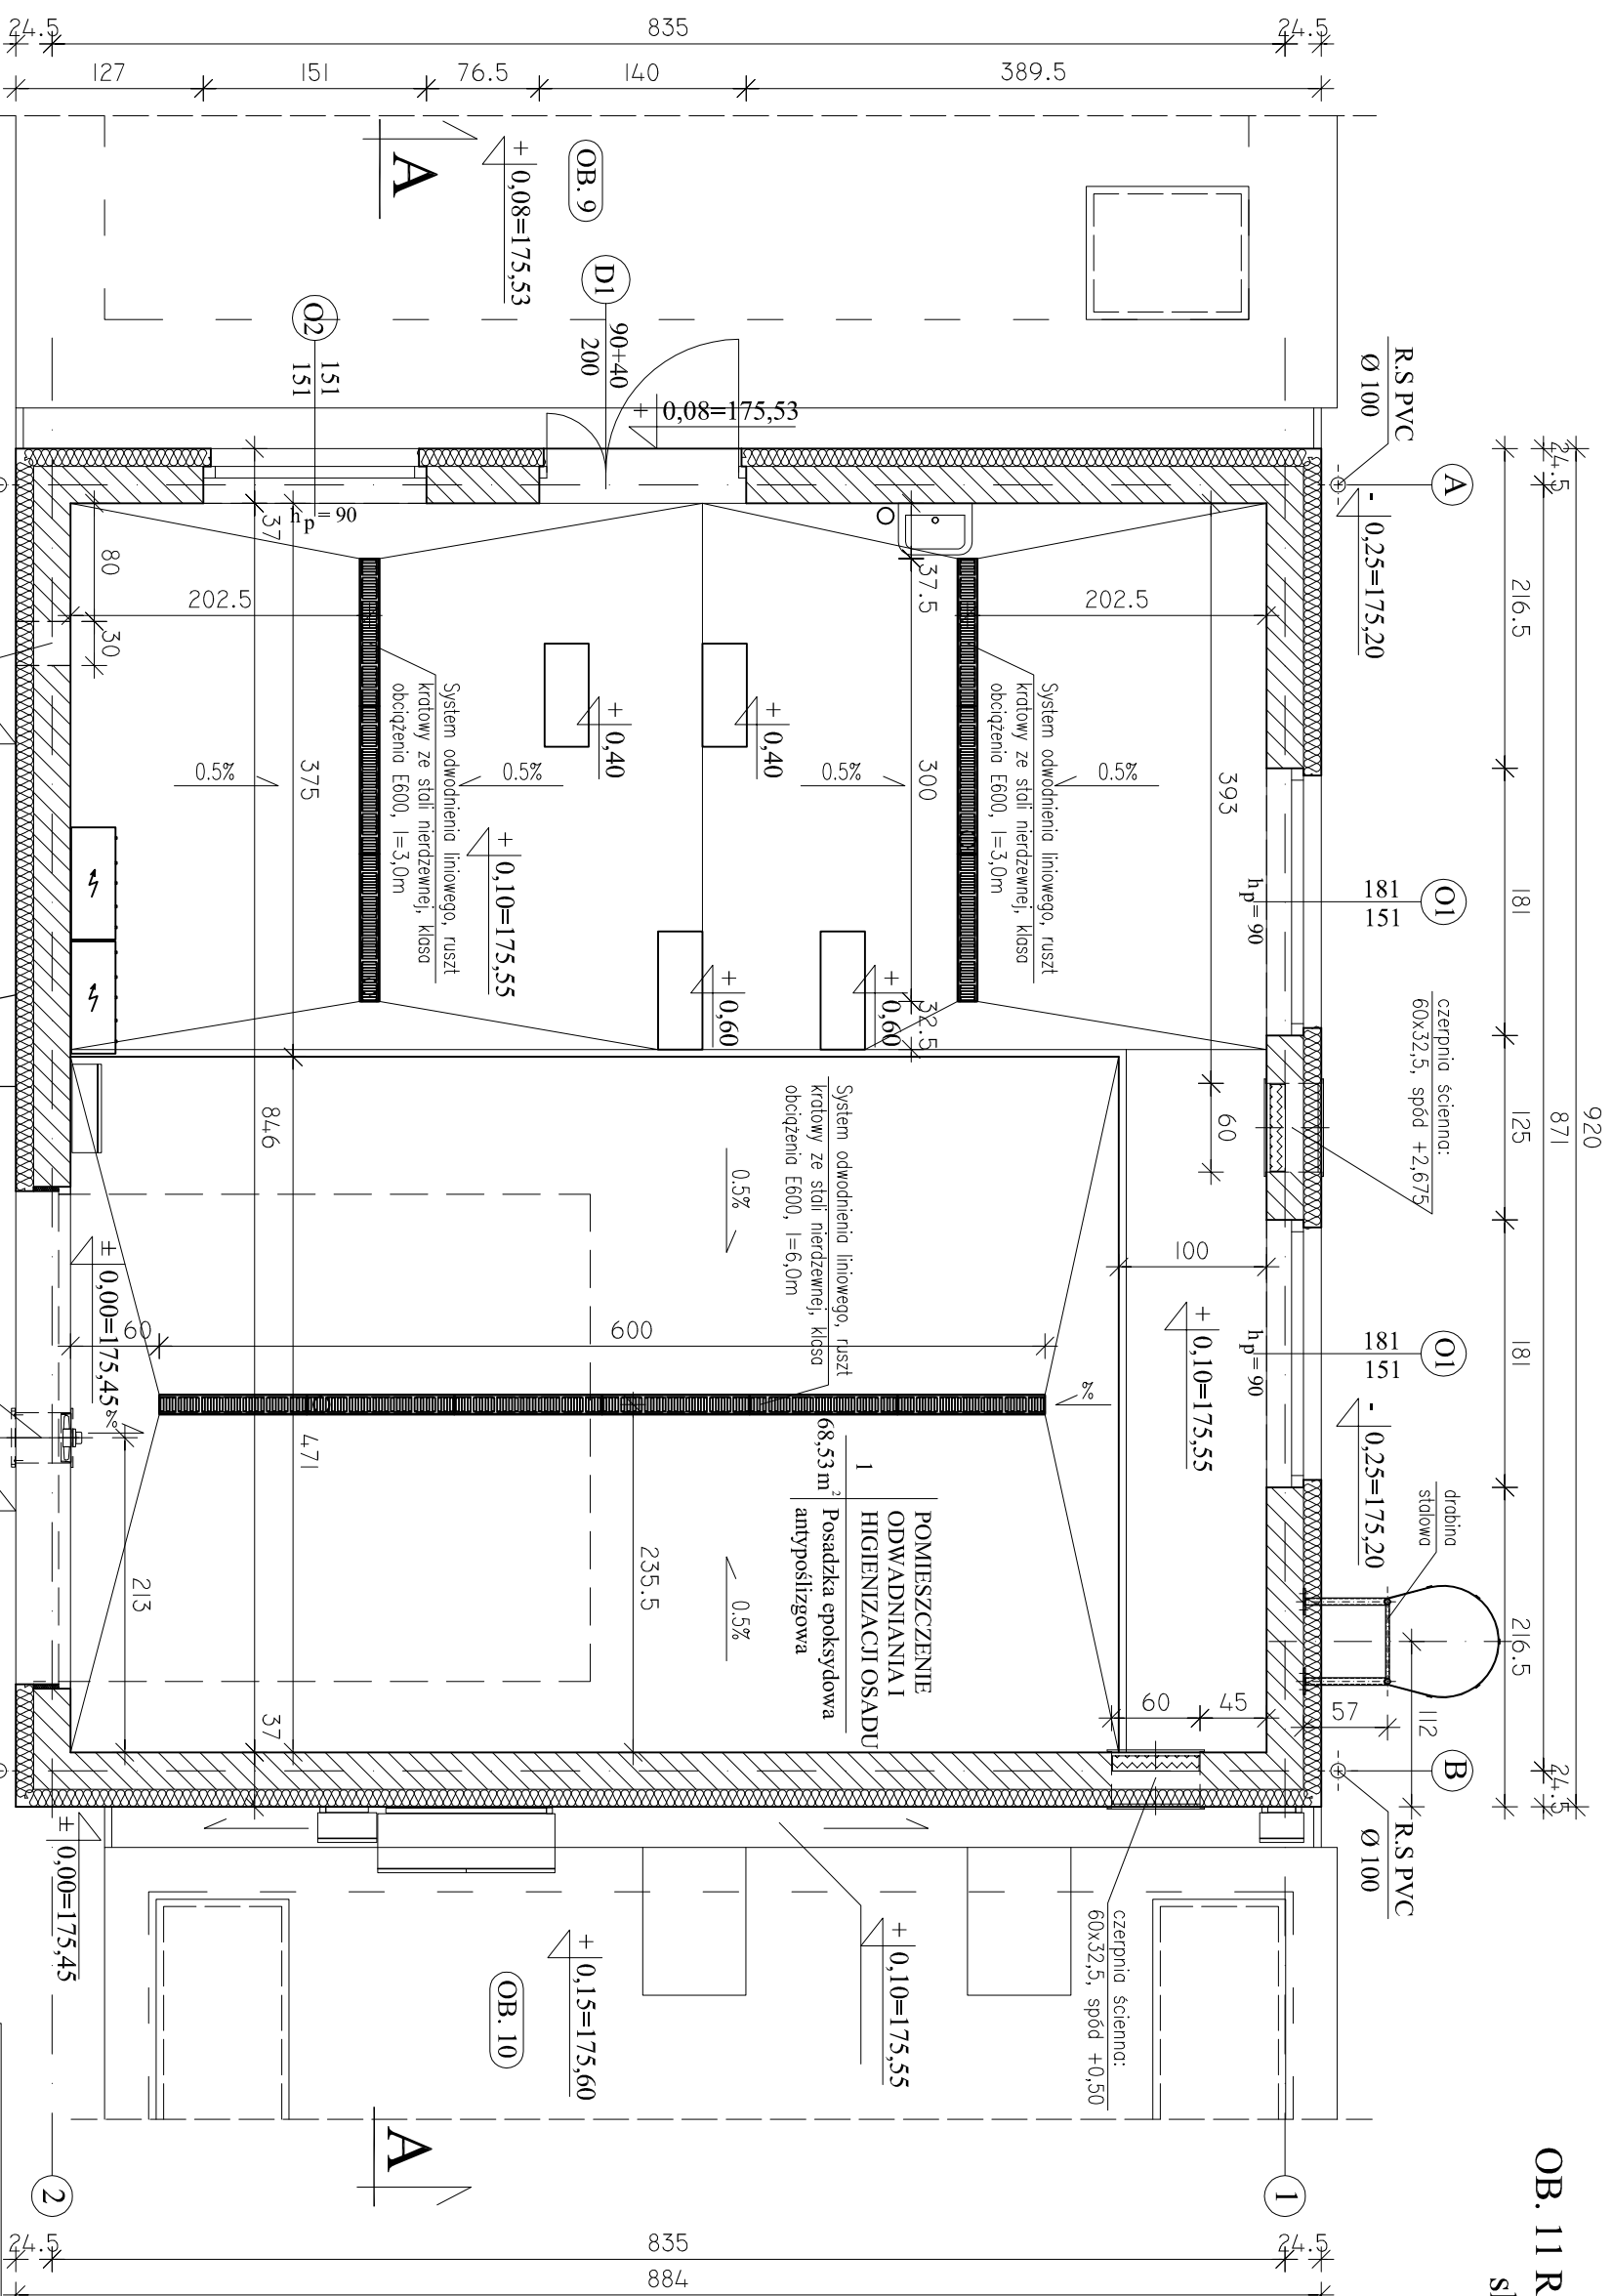 OB. 11 R
920
871
24.5
216.5
181
125
181
216.5
24.5
A
B
R.S PVC
Ø 100
- 0,25=175,20
O1
181
151
hp= 90
czerpnia ścienna:
60x32,5, spód +2,675
O1
181
151
hp= 90
- 0,25=175,20
drabina
stalowa
57
112
R.S PVC
Ø 100
24.5
835
24.5
127
151
76.5
140
389.5
A
OB. 9
+ 0,08=175,53
D1
90+40
200
+ 0,08=175,53
O2
151
151
hp= 90
37
80
30
202.5
202.5
37.5
300
32.5
393
60
375
846
471
37
System odwodnienia liniowego, ruszt
kratowy ze stali nierdzewnej, klasa
obciążenia E600, l=3,0m
System odwodnienia liniowego, ruszt
kratowy ze stali nierdzewnej, klasa
obciążenia E600, l=3,0m
0.5%
0.5%
0.5%
0.5%
+ 0,40
+ 0,40
+ 0,60
+ 0,60
+ 0,10=175,55
System odwodnienia liniowego, ruszt
kratowy ze stali nierdzewnej, klasa
obciążenia E600, l=6,0m
0.5%
0.5%
100
+ 0,10=175,55
60
600
%
%
± 0,00=175,45
213
235.5
1
68,53 m²
POMIESZCZENIE
ODWADNIANIA I
HIGIENIZACJI OSADU
Posadzka epoksydowa
antypoślizgowa
60
45
czerpnia ścienna:
60x32,5, spód +0,50
+ 0,10=175,55
+ 0,15=175,60
OB. 10
± 0,00=175,45
A
2
1
24.5
835
24.5
884